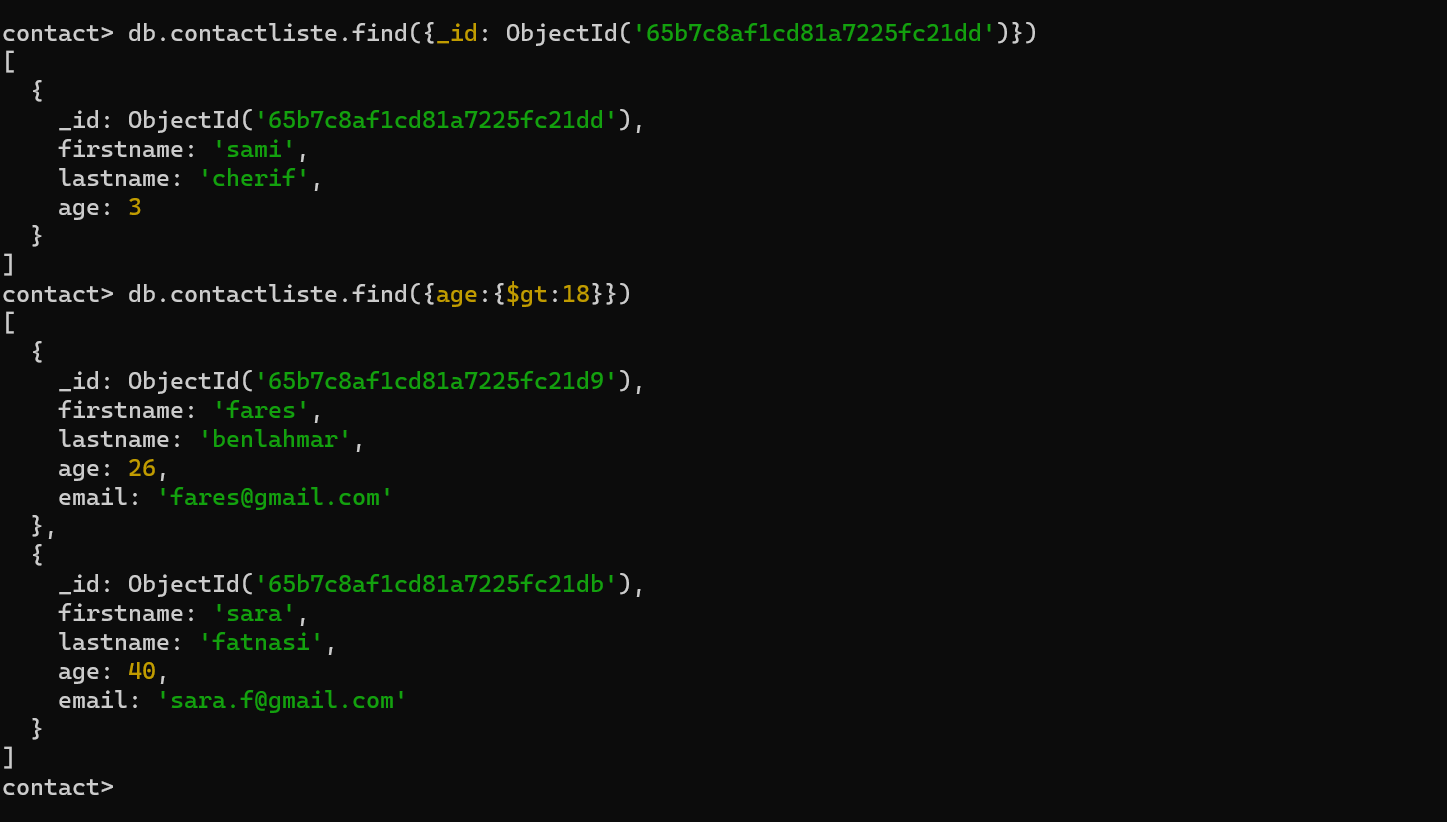 contact> db.contactliste.find({_id: ObjectId('65b7c8af1cd81a7225fc21dd')})
[
  {
    _id: ObjectId('65b7c8af1cd81a7225fc21dd'),
    firstname: 'sami',
    lastname: 'cherif',
    age: 3
  }
]
contact> db.contactliste.find({age:{$gt:18}})
[
  {
    _id: ObjectId('65b7c8af1cd81a7225fc21d9'),
    firstname: 'fares',
    lastname: 'benlahmar',
    age: 26,
    email: 'fares@gmail.com'
  },
  {
    _id: ObjectId('65b7c8af1cd81a7225fc21db'),
    firstname: 'sara',
    lastname: 'fatnasi',
    age: 40,
    email: 'sara.f@gmail.com'
  }
]
contact>